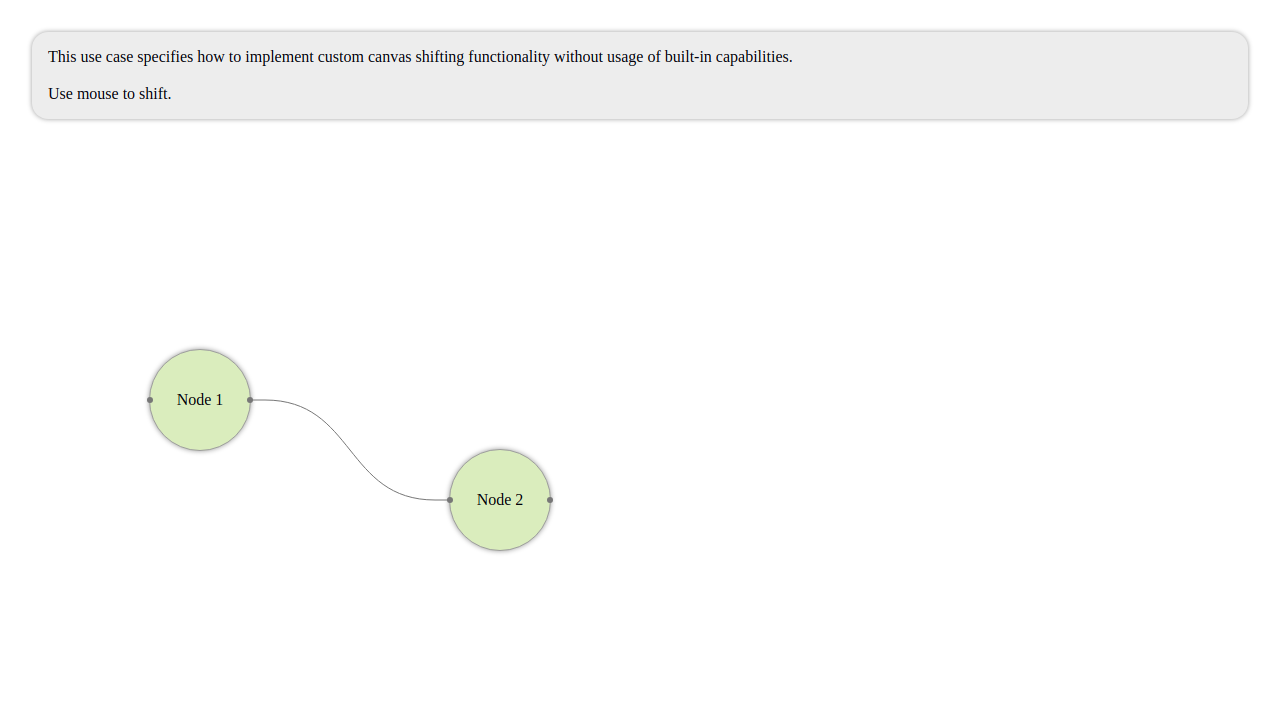 This use case specifies how to implement custom canvas shifting functionality without usage of built-in capabilities.
Use mouse to shift.
Node 1
Node 2